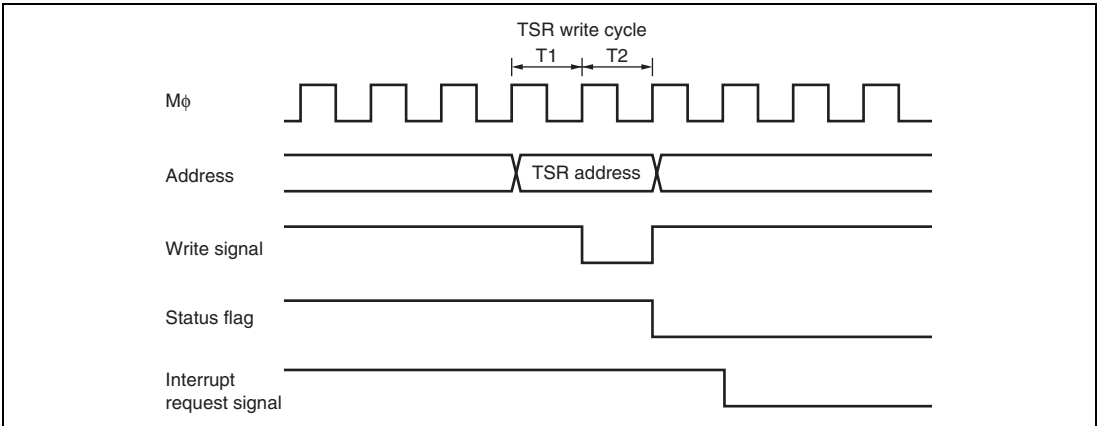 TSR write cycle
T1 T2
Mϕ
Address
TSR address
Write signal
Status flag
Interrupt
request signal